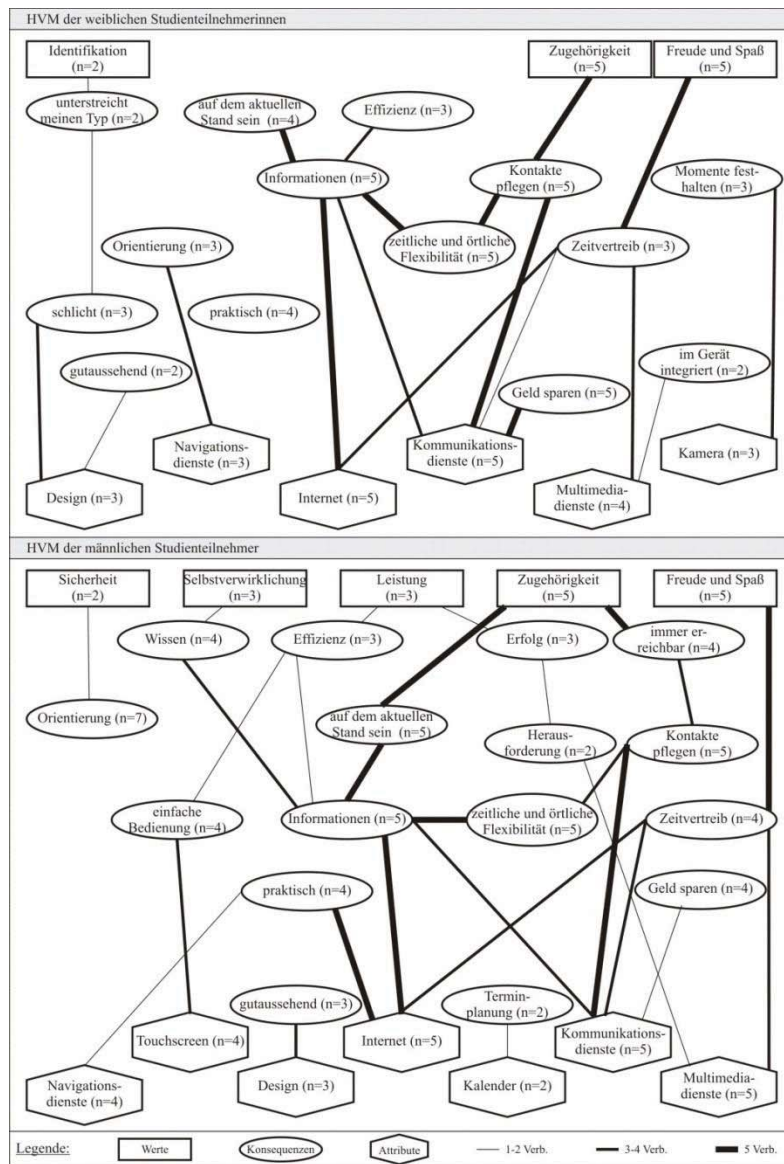 HVM der weiblichen Studienteilnehmerinnen
Identifikation
(n=2)
Zugehörigkeit
(n=5)
Freude und Spaß
(n=5)
unterstreicht
meinen Typ (n=2)
auf dem aktuellen
Stand sein (n=4)
Effizienz (n=3)
Informationen (n=5)
Kontakte
pflegen (n=5)
Momente fest-
halten (n=3)
Orientierung (n=3)
zeitliche und örtliche
Flexibilität (n=5)
Zeitvertreib (n=3)
schlicht (n=3)
praktisch (n=4)
gutaussehend (n=2)
im Gerät
integriert (n=2)
Geld sparen (n=5)
Navigations-
dienste (n=3)
Kommunikations-
dienste (n=5)
Kamera (n=3)
Design (n=3)
Internet (n=5)
Multimedia-
dienste (n=4)
HVM der männlichen Studienteilnehmer
Sicherheit
(n=2)
Selbstverwirklichung
(n=3)
Leistung
(n=3)
Zugehörigkeit
(n=5)
Freude und Spaß
(n=5)
Wissen (n=4)
Effizienz (n=3)
Erfolg (n=3)
immer er-
reichbar (n=4)
Orientierung (n=7)
auf dem aktuellen
Stand sein (n=5)
Heraus-
forderung (n=2)
Kontakte
pflegen (n=5)
einfache
Bedienung (n=4)
Informationen (n=5)
zeitliche und örtliche
Flexibilität (n=5)
Zeitvertreib (n=4)
praktisch (n=4)
Geld sparen (n=4)
gutaussehend (n=3)
Termin-
planung (n=2)
Touchscreen (n=4)
Internet (n=5)
Kommunikations-
dienste (n=5)
Navigations-
dienste (n=4)
Design (n=3)
Kalender (n=2)
Multimedia-
dienste (n=5)
Legende: Werte Konsequenzen Attribute 1-2 Verb. 3-4 Verb. 5 Verb.